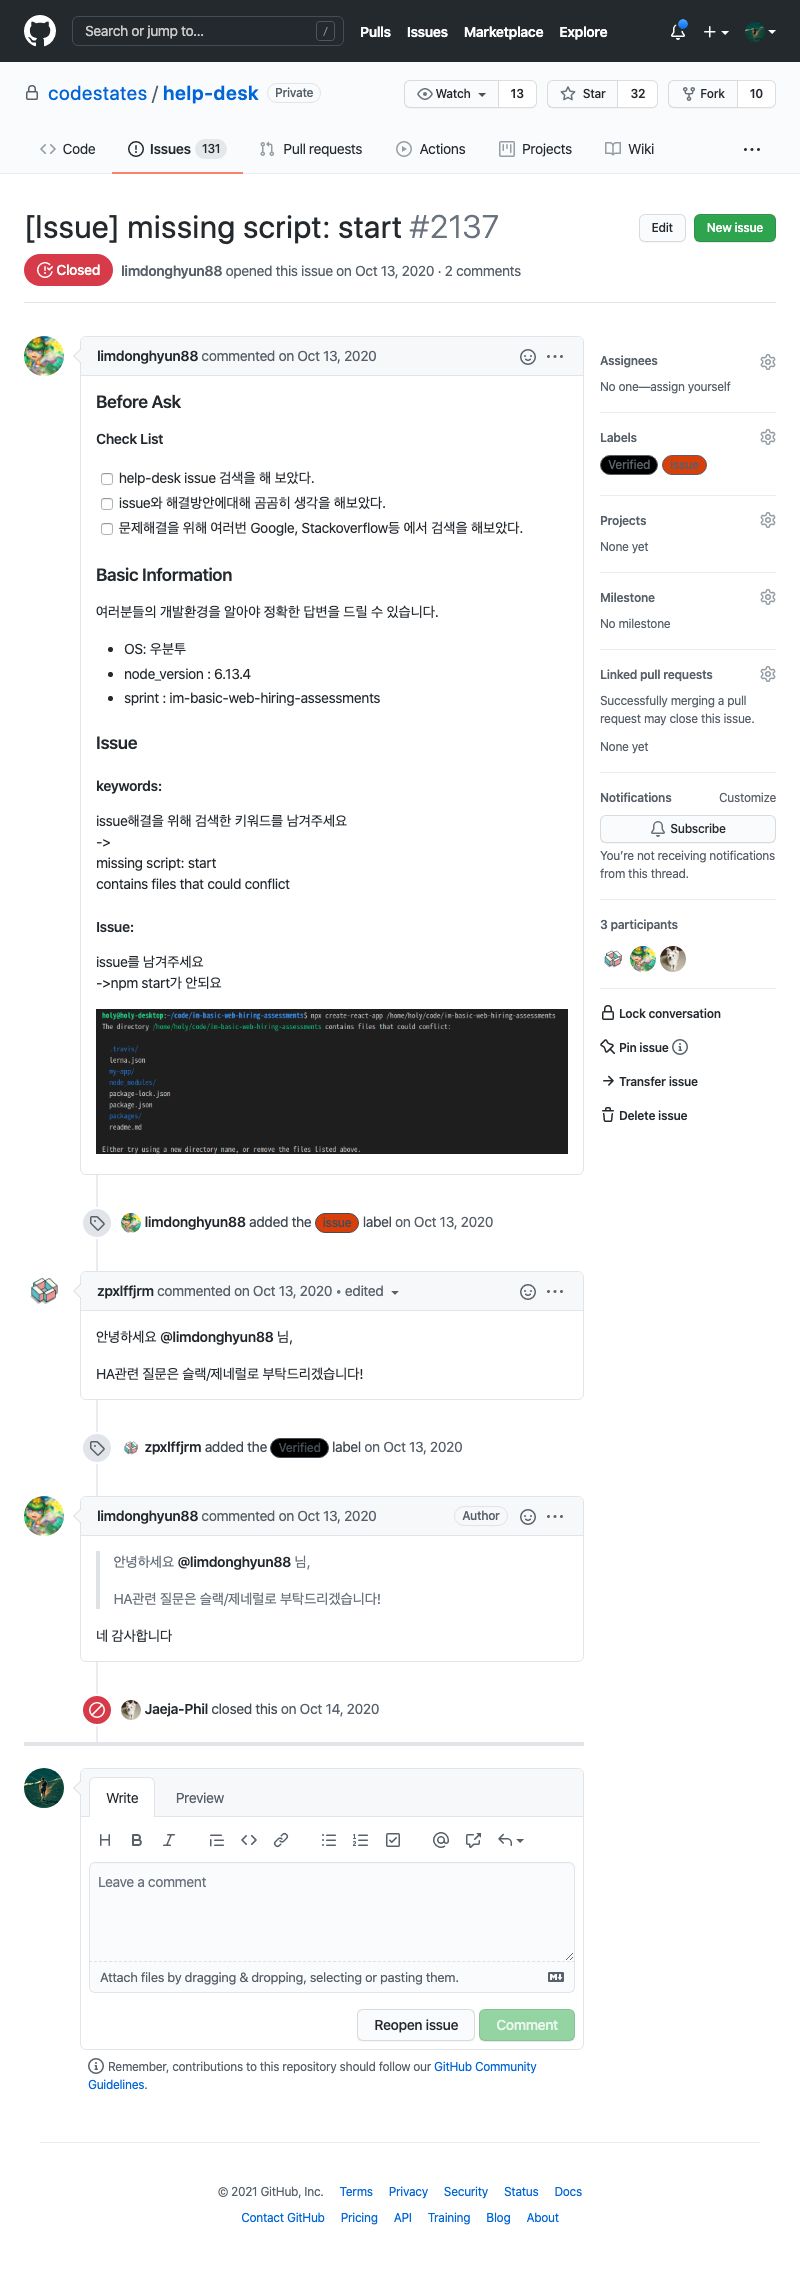 Search or jump to... /
Pulls Issues Marketplace Explore
codestates / help-desk Private
Watch 13 Star 32 Fork 10
Code Issues 131 Pull requests Actions Projects Wiki
[Issue] missing script: start #2137
Edit New issue
Closed limdonghyun88 opened this issue on Oct 13, 2020 · 2 comments
limdonghyun88 commented on Oct 13, 2020
Before Ask
Check List
help-desk issue 검색을 해 보았다.
issue와 해결방안에대해 곰곰히 생각을 해보았다.
문제해결을 위해 여러번 Google, Stackoverflow등 에서 검색을 해보았다.
Basic Information
여러분들의 개발환경을 알아야 정확한 답변을 드릴 수 있습니다.
• OS: 우분투
• node_version : 6.13.4
• sprint : im-basic-web-hiring-assessments
Issue
keywords:
issue해결을 위해 검색한 키워드를 남겨주세요
->
missing script: start
contains files that could conflict
Issue:
issue를 남겨주세요
->npm start가 안되요
holy@holy-desktop:~/code/im-basic-web-hiring-assessments$ npx create-react-app /home/holy/code/im-basic-web-hiring-assessments
The directory /home/holy/code/im-basic-web-hiring-assessments contains files that could conflict:
.travis/
lerna.json
my-app/
node_modules/
package-lock.json
package.json
packages/
readme.md
Either try using a new directory name, or remove the files listed above.
limdonghyun88 added the issue label on Oct 13, 2020
zpxlffjrm commented on Oct 13, 2020 • edited
안녕하세요 @limdonghyun88 님,
HA관련 질문은 슬랙/제네럴로 부탁드리겠습니다!
zpxlffjrm added the Verified label on Oct 13, 2020
limdonghyun88 commented on Oct 13, 2020 Author
안녕하세요 @limdonghyun88 님,
HA관련 질문은 슬랙/제네럴로 부탁드리겠습니다!
네 감사합니다
Jaeja-Phil closed this on Oct 14, 2020
Write Preview
Leave a comment
Attach files by dragging & dropping, selecting or pasting them.
Reopen issue Comment
Remember, contributions to this repository should follow our GitHub Community
Guidelines.
Assignees
No one—assign yourself
Labels
Verified issue
Projects
None yet
Milestone
No milestone
Linked pull requests
Successfully merging a pull
request may close this issue.
None yet
Notifications Customize
Subscribe
You're not receiving notifications
from this thread.
3 participants
Lock conversation
Pin issue
Transfer issue
Delete issue
© 2021 GitHub, Inc. Terms Privacy Security Status Docs
Contact GitHub Pricing API Training Blog About